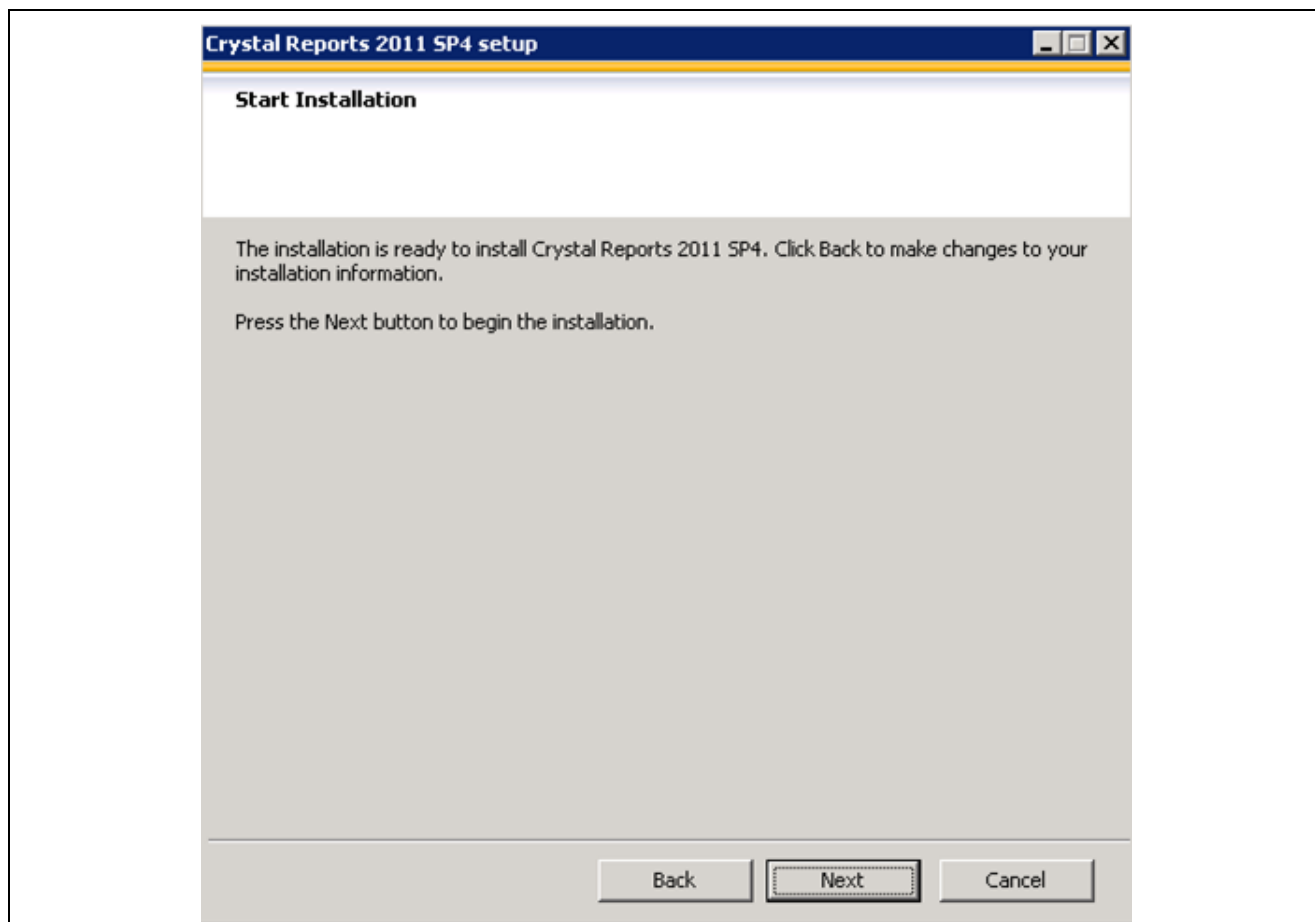 Crystal Reports 2011 SP4 setup
Start Installation
The installation is ready to install Crystal Reports 2011 SP4. Click Back to make changes to your
installation information.
Press the Next button to begin the installation.
Back Next Cancel